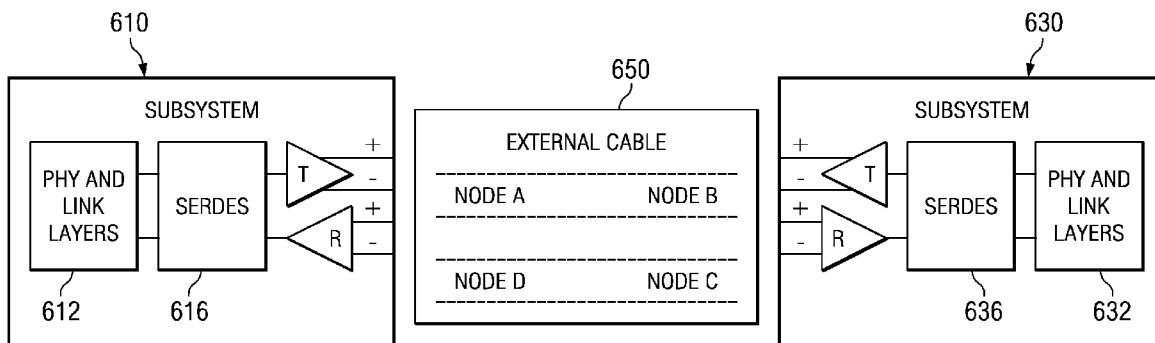 610
630
650
SUBSYSTEM
PHY AND
LINK
LAYERS
SERDES
T
R
+
-
+
-
612
616
EXTERNAL CABLE
NODE A
NODE B
NODE D
NODE C
SUBSYSTEM
+
-
+
-
T
R
SERDES
PHY AND
LINK
LAYERS
636
632